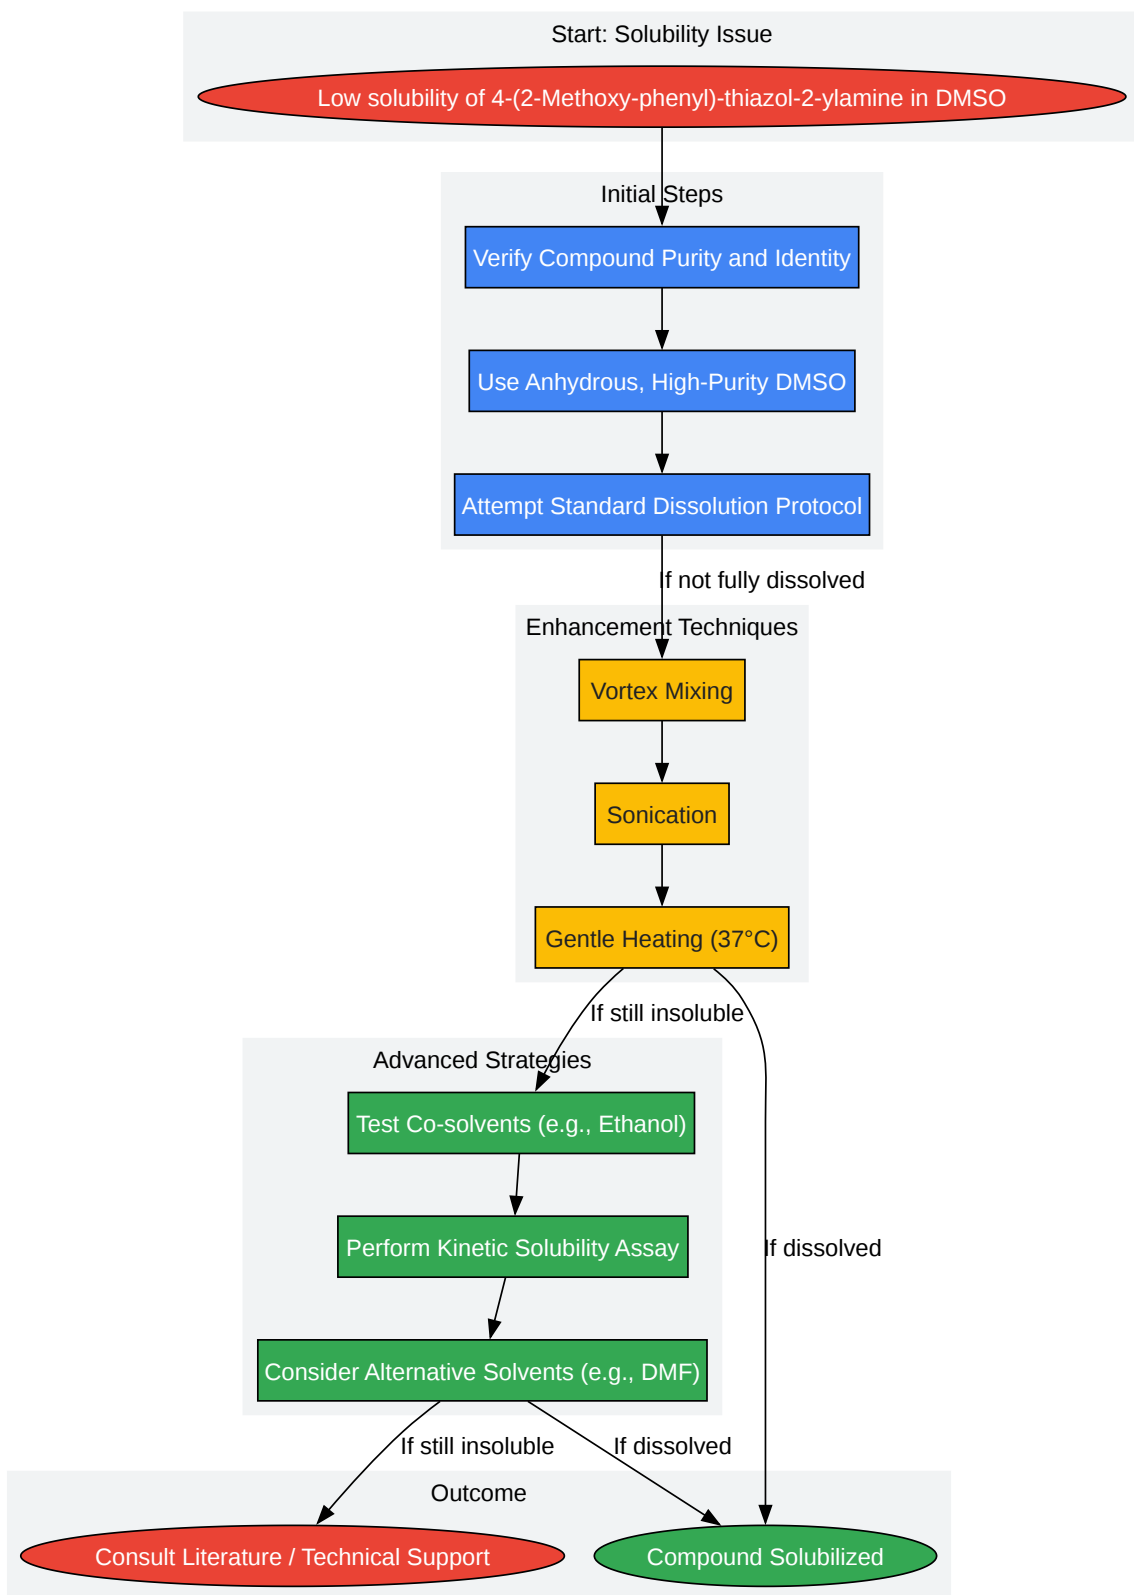 Start: Solubility Issue
Low solubility of 4-(2-Methoxy-phenyl)-thiazol-2-ylamine in DMSO
Initial Steps
Verify Compound Purity and Identity
Use Anhydrous, High-Purity DMSO
Attempt Standard Dissolution Protocol
If not fully dissolved
Enhancement Techniques
Vortex Mixing
Sonication
Gentle Heating (37°C)
If still insoluble
Advanced Strategies
Test Co-solvents (e.g., Ethanol)
Perform Kinetic Solubility Assay
If dissolved
Consider Alternative Solvents (e.g., DMF)
If still insoluble
If dissolved
Outcome
Consult Literature / Technical Support
Compound Solubilized